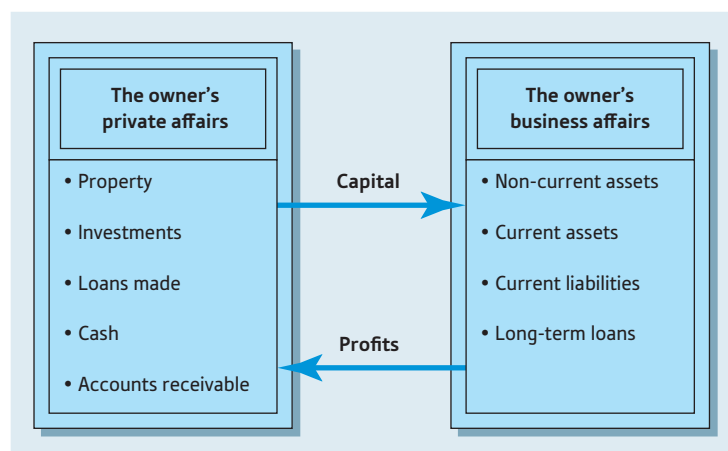 The owner's
private affairs
• Property
• Investments
• Loans made
• Cash
• Accounts receivable
Capital
Profits
The owner's
business affairs
• Non-current assets
• Current assets
• Current liabilities
• Long-term loans